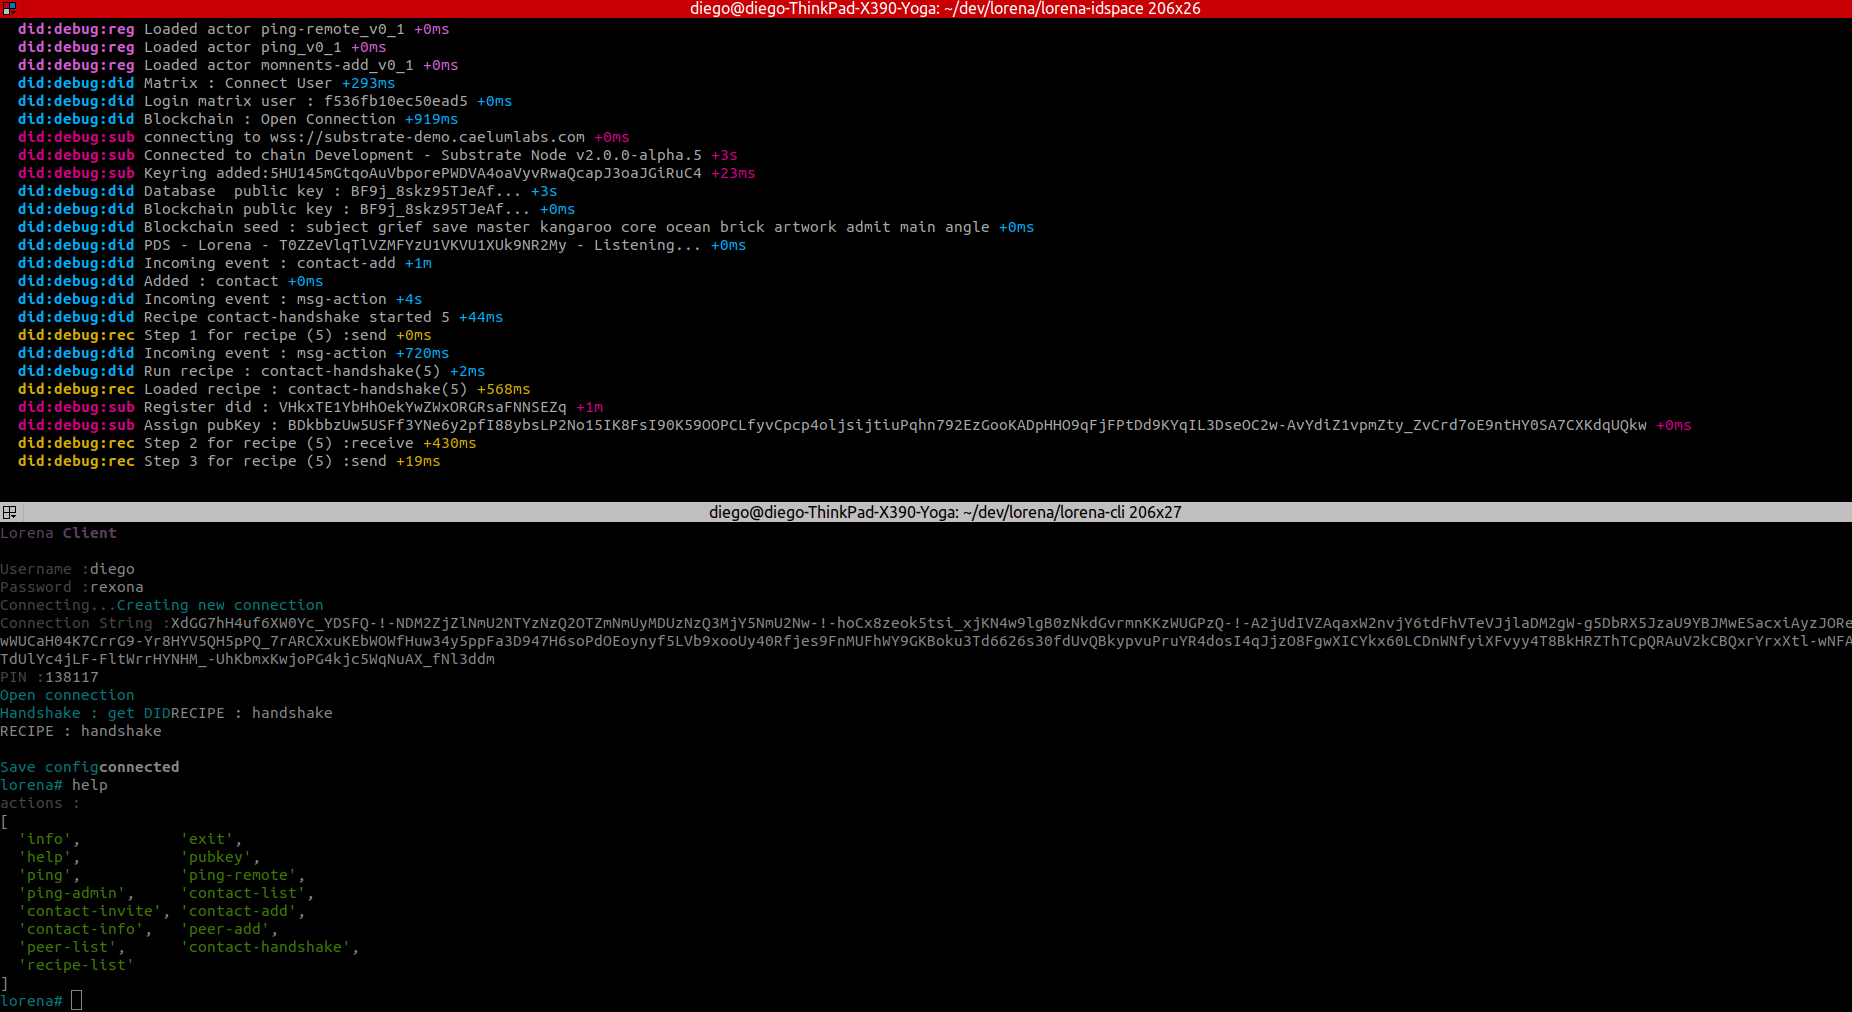 diego@diego-ThinkPad-X390-Yoga: ~/dev/lorena/lorena-idspace 206x26
did:debug:reg Loaded actor ping-remote_v0_1 +0ms
did:debug:reg Loaded actor ping_v0_1 +0ms
did:debug:reg Loaded actor momnents-add_v0_1 +0ms
did:debug:did Matrix : Connect User +293ms
did:debug:did Login matrix user : f536fb10ec50ead5 +0ms
did:debug:did Blockchain : Open Connection +919ms
did:debug:sub connecting to wss://substrate-demo.caelumlabs.com +0ms
did:debug:sub Connected to chain Development - Substrate Node v2.0.0-alpha.5 +3s
did:debug:sub Keyring added:5HU145mGtqoAuVbporePWDVA4oaVyvRwaQcapJ3oaJGiRuC4 +23ms
did:debug:did Database  public key : BF9j_8skz95TJeAf... +3s
did:debug:did Blockchain public key : BF9j_8skz95TJeAf... +0ms
did:debug:did Blockchain seed : subject grief save master kangaroo core ocean brick artwork admit main angle +0ms
did:debug:did PDS - Lorena - T0ZZeVlqTlVZMFYzU1VKVU1XUk9NR2My - Listening... +0ms
did:debug:did Incoming event : contact-add +1m
did:debug:did Added : contact +0ms
did:debug:did Incoming event : msg-action +4s
did:debug:did Recipe contact-handshake started 5 +44ms
did:debug:rec Step 1 for recipe (5) :send +0ms
did:debug:did Incoming event : msg-action +720ms
did:debug:did Run recipe : contact-handshake(5) +2ms
did:debug:rec Loaded recipe : contact-handshake(5) +568ms
did:debug:sub Register did : VHkxTE1YbHhOekYwZWxORGRsaFNNSEZq +1m
did:debug:sub Assign pubKey : BDkbbzUw5USFf3YNe6y2pfI88ybsLP2No15IK8FsI90K59OOPCLfyvCpcp4oljsijtiuPqhn792EzGooKADpHHO9qFjFPtDd9KYqIL3DseOC2w-AvYdiZ1vpmZty_ZvCrd7oE9ntHY0SA7CXKdqUQkw +0ms
did:debug:rec Step 2 for recipe (5) :receive +430ms
did:debug:rec Step 3 for recipe (5) :send +19ms
diego@diego-ThinkPad-X390-Yoga: ~/dev/lorena/lorena-cli 206x27
Lorena Client
Username :diego
Password :rexona
Connecting...Creating new connection
Connection String :XdGG7hH4uf6XW0Yc_YDSFQ-!-NDM2ZjZlNmU2NTYzNzQ2OTZmNmUyMDUzNzQ3MjY5NmU2Nw-!-hoCx8zeok5tsi_xjKN4w9lgB0zNkdGvrmnKKzWUGPzQ-!-A2jUdIVZAqaxW2nvjY6tdFhVTeVJjlaDM2gW-g5DbRX5JzaU9YBJMwESacxiAyzJORe
wWUCaH04K7CrrG9-Yr8HYV5QH5pPQ_7rARCXxuKEbWOWfHuw34y5ppFa3D947H6soPdOEoynyf5LVb9xooUy40Rfjes9FnMUFhWY9GKBoku3Td6626s30fdUvQBkypvuPruYR4dosI4qJjzO8FgwXICYkx60LCDnWNfyiXFvyy4T8BkHRZThTCpQRAuV2kCBQxrYrxXtl-wNFA
TdUlYc4jLF-FltWrrHYNHM_-UhKbmxKwjoPG4kjc5WqNuAX_fNl3ddm
PIN :138117
Open connection
Handshake : get DIDRECIPE : handshake
RECIPE : handshake
Save configconnected
lorena# help
actions :
[
'info', 'exit',
'help', 'pubkey',
'ping', 'ping-remote',
'ping-admin', 'contact-list',
'contact-invite', 'contact-add',
'contact-info', 'peer-add',
'peer-list', 'contact-handshake',
'recipe-list'
]
lorena#